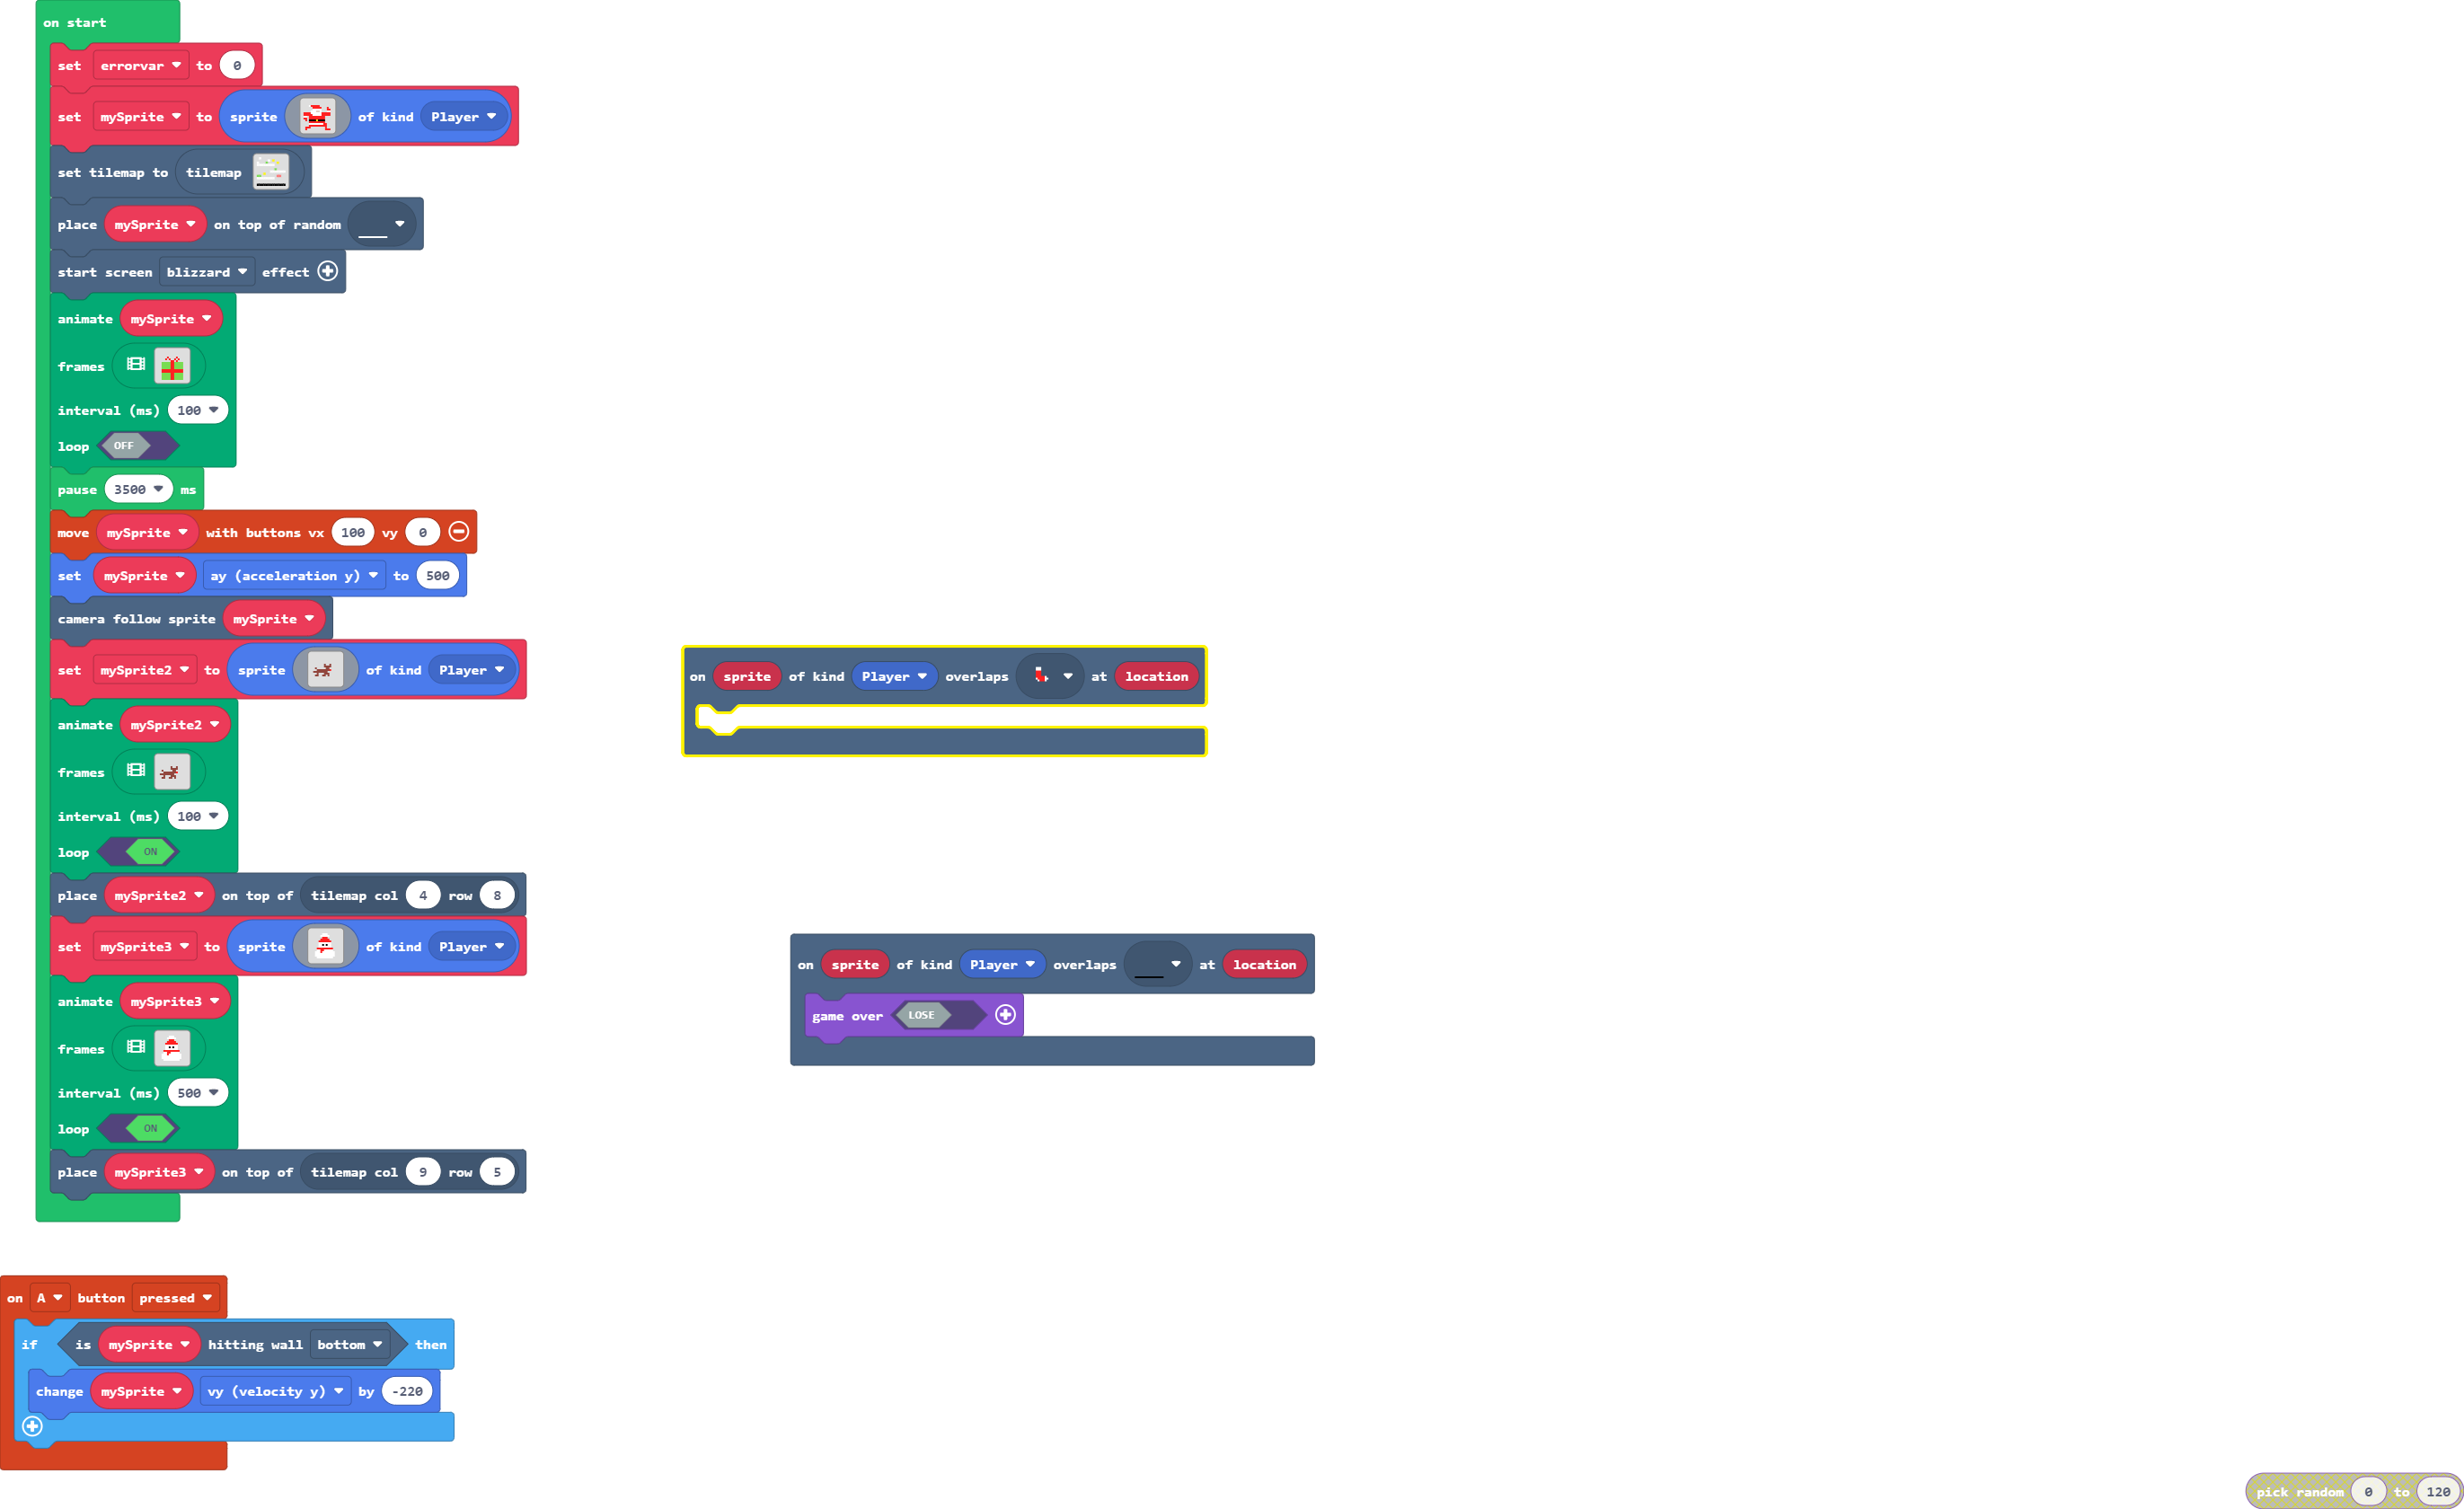 on start
set errorvar to 0
set mySprite to sprite of kind Player
set tilemap to tilemap
place mySprite on top of random
start screen blizzard effect
animate mySprite
frames
interval (ms) 100
loop OFF
pause 3500 ms
move mySprite with buttons vx 100 vy 0
set mySprite ay (acceleration y) to 500
camera follow sprite mySprite
set mySprite2 to sprite of kind Player
animate mySprite2
frames
interval (ms) 100
loop ON
place mySprite2 on top of tilemap col 4 row 8
set mySprite3 to sprite of kind Player
animate mySprite3
frames
interval (ms) 500
loop ON
place mySprite3 on top of tilemap col 9 row 5
on A button pressed
if is mySprite hitting wall bottom then
change mySprite vy (velocity y) by -220
on sprite of kind Player overlaps at location
on sprite of kind Player overlaps at location
game over LOSE
pick random 0 to 120